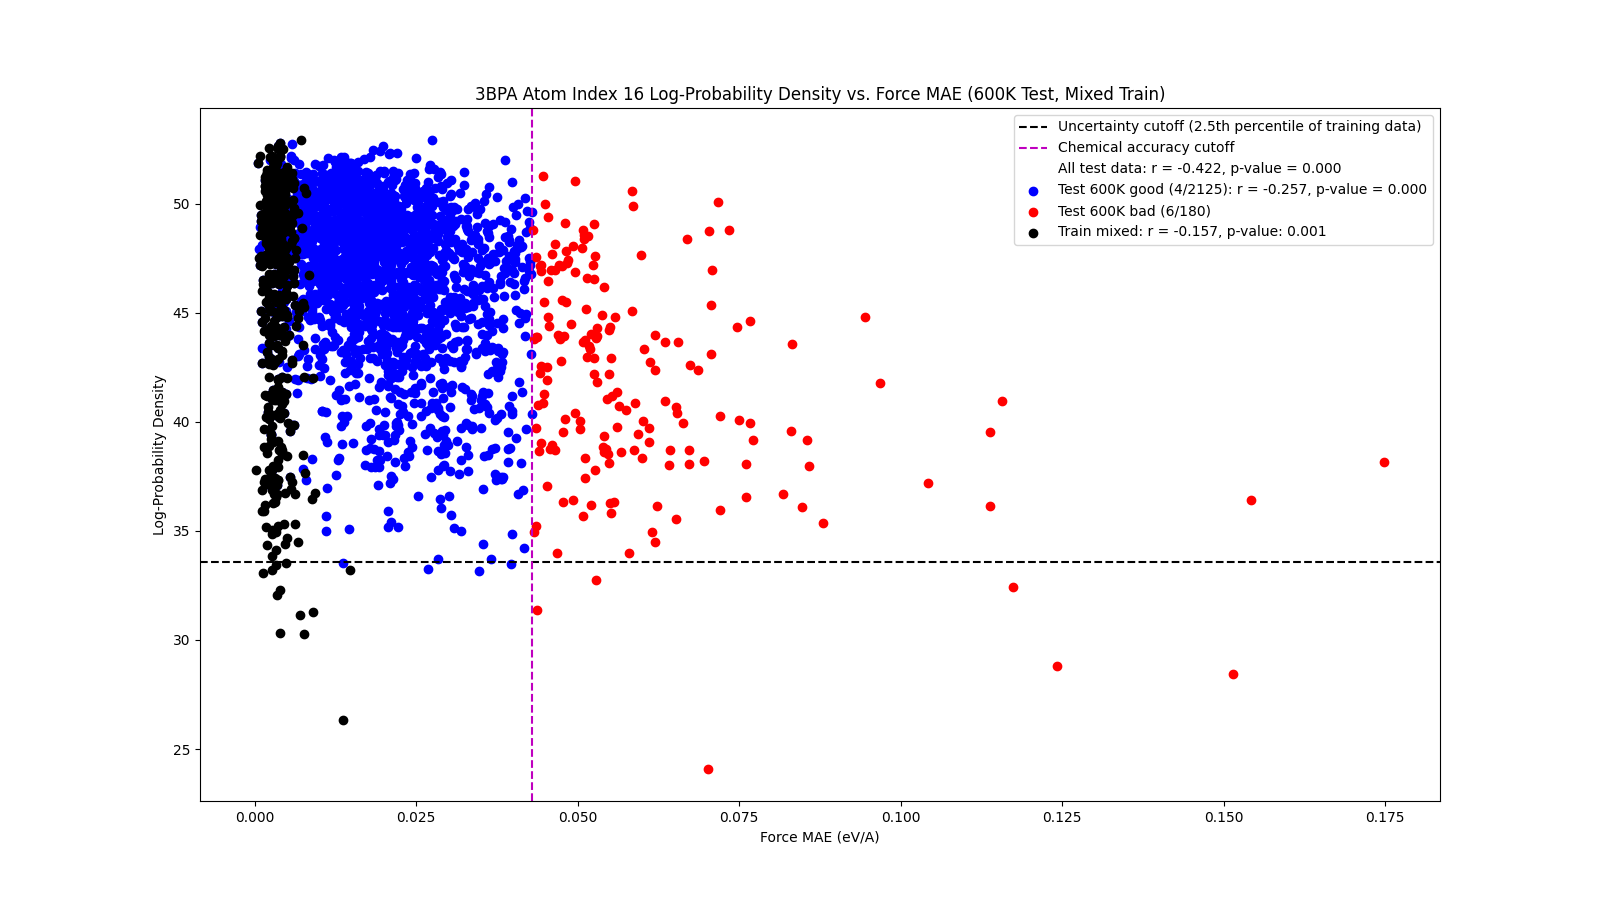 3BPA Atom Index 16 Log-Probability Density vs. Force MAE (600K Test, Mixed Train)
Uncertainty cutoff (2.5th percentile of training data)
Chemical accuracy cutoff
All test data: r = -0.422, p-value = 0.000
Test 600K good (4/2125): r = -0.257, p-value = 0.000
Test 600K bad (6/180)
Train mixed: r = -0.157, p-value: 0.001
Log-Probability Density
50
45
40
35
30
25
0.000 0.025 0.050 0.075 0.100 0.125 0.150 0.175
Force MAE (eV/A)